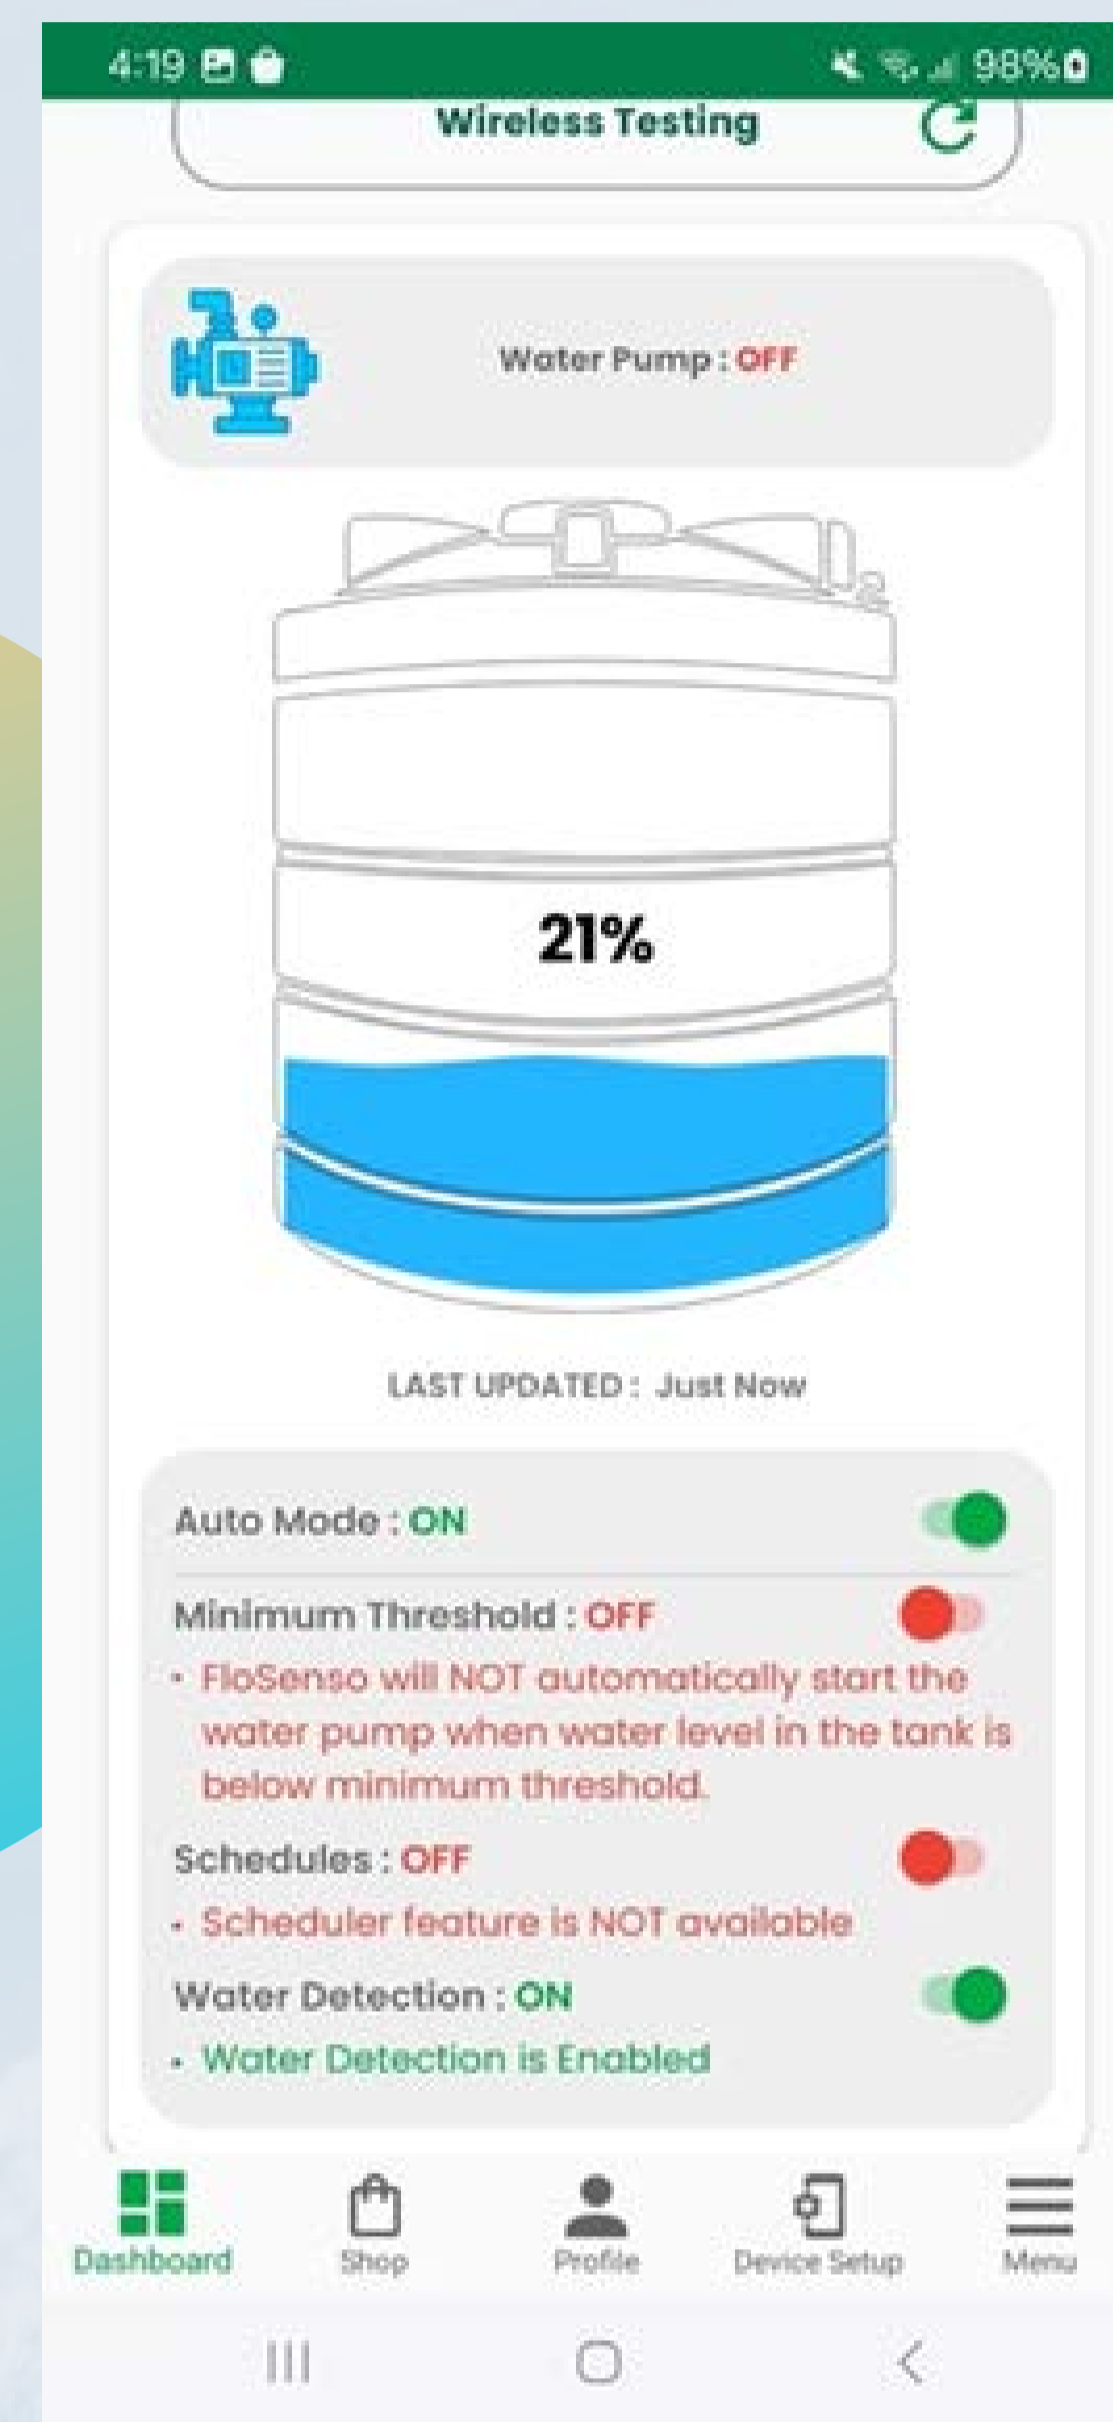 4:19
98%
Wireless Testing
Water Pump : OFF
21%
LAST UPDATED : Just Now
Auto Mode : ON
Minimum Threshold : OFF
• FloSenso will NOT automatically start the
water pump when water level in the tank is
below minimum threshold.
Schedules : OFF
• Scheduler feature is NOT available
Water Detection : ON
• Water Detection is Enabled
Dashboard
Shop
Profile
Device Setup
Menu